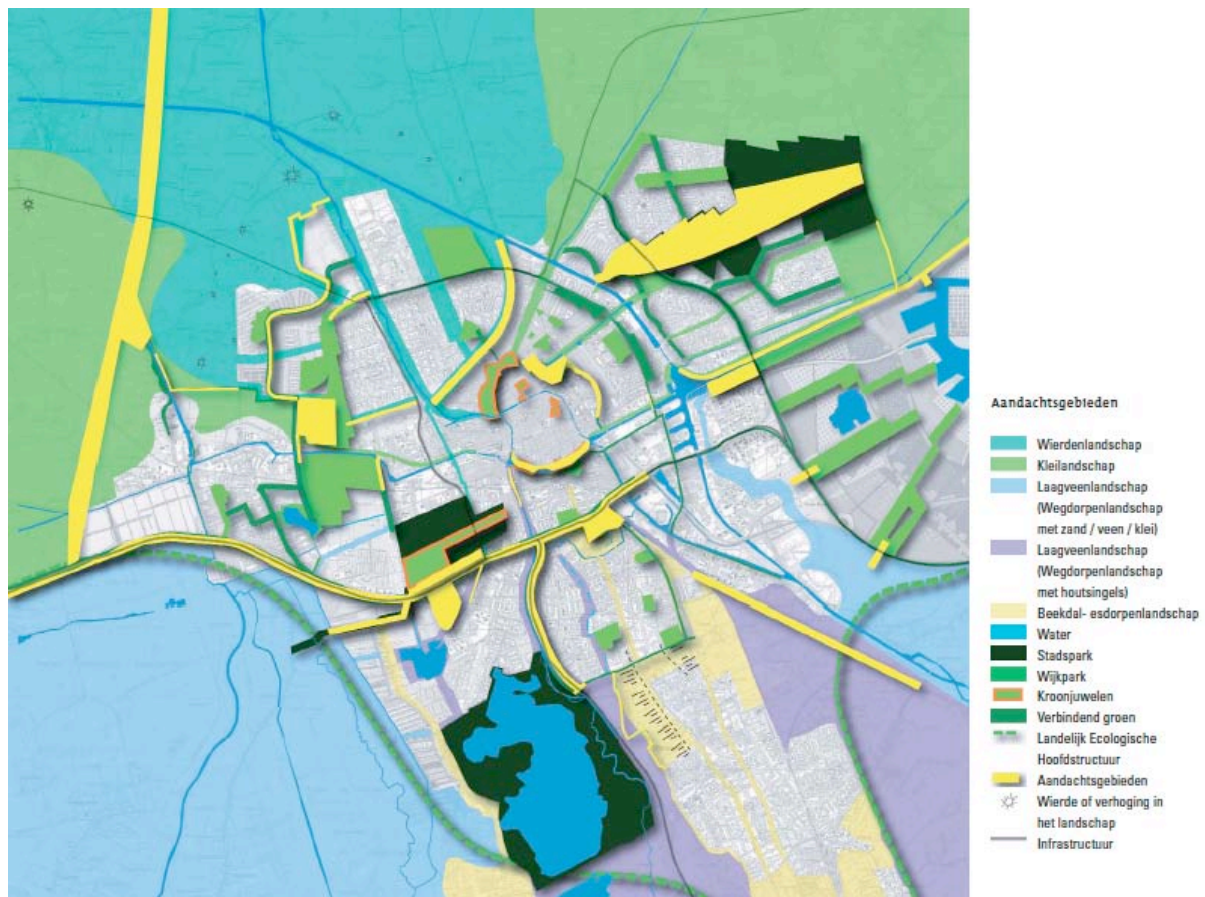 Aandachtsgebieden
Wierdenlandschap
Kleilandschap
Laagveenlandschap
(Wegdorpenlandschap
met zand / veen / klei)
Laagveenlandschap
(Wegdorpenlandschap
met houtsingels)
Beekdal- esdorpenlandschap
Water
Stadspark
Wijkpark
Kroonjuwelen
Verbindend groen
Landelijk Ecologische
Hoofdstructuur
Aandachtsgebieden
Wierde of verhoging in
het landschap
Infrastructuur